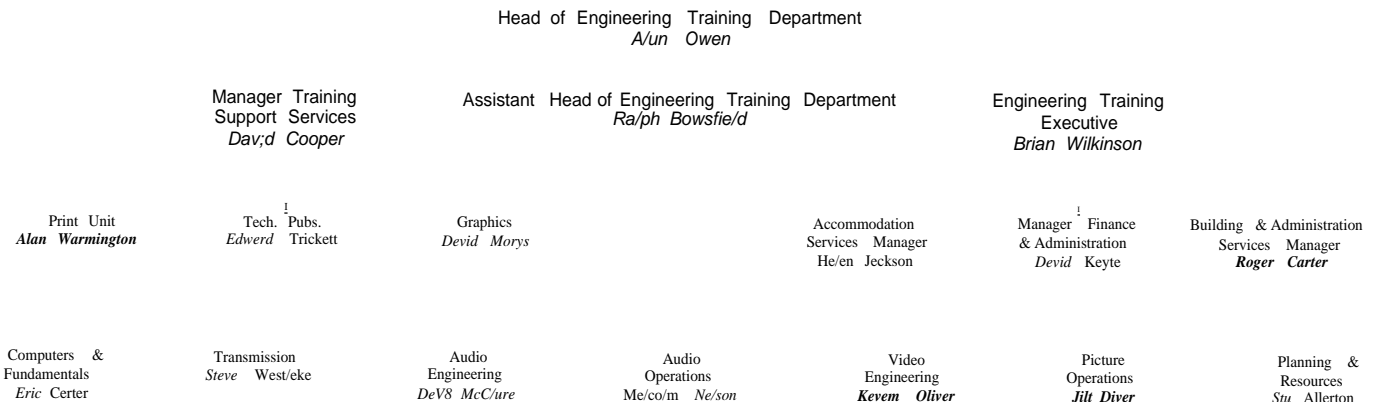 Head of Engineering Training Department
A/un Owen
Manager Training
Support Services
Dav;d Cooper
Assistant Head of Engineering Training Department
Ra/ph Bowsfie/d
Engineering Training
Executive
Brian Wilkinson
Print Unit
Alan Warmington
I
Tech. Pubs.
Edwerd Trickett
Graphics
Devid Morys
Accommodation
Services Manager
He/en Jeckson
I
Manager Finance
& Administration
Devid Keyte
Building & Administration
Services Manager
Roger Carter
Computers &
Fundamentals
Eric Certer
Transmission
Steve West/eke
Audio
Engineering
DeV8 McC/ure
Audio
Operations
Me/co/m Ne/son
Video
Engineering
Kevem Oliver
Picture
Operations
Jilt Diver
Planning &
Resources
Stu Allerton